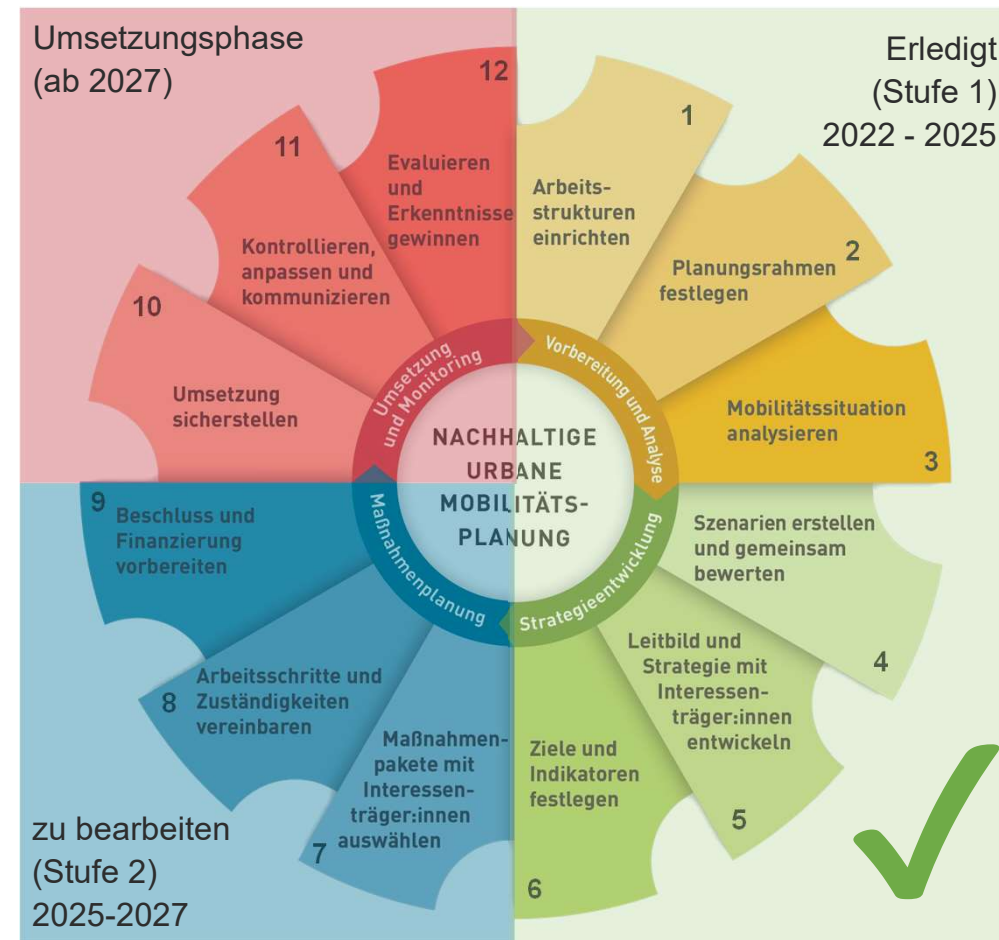 Umsetzungsphase
(ab 2027)
Erledigt
(Stufe 1)
2022 - 2025
1
Arbeits-
strukturen
einrichten
2
Planungsrahmen
festlegen
3
Mobilitätssituation
analysieren
4
Szenarien erstellen
und gemeinsam
bewerten
5
Leitbild und
Strategie mit
Interessen-
träger:innen
entwickeln
6
Ziele und
Indikatoren
festlegen
7
Maßnahmen-
pakete mit
Interessen-
träger:innen
auswählen
8
Arbeitsschritte und
Zuständigkeiten
vereinbaren
9
Beschluss und
Finanzierung
vorbereiten
10
Umsetzung
sicherstellen
11
Kontrollieren,
anpassen und
kommunizieren
12
Evaluieren
und
Erkenntnisse
gewinnen
Vorbereitung und Analyse
Strategieentwicklung
Maßnahmenplanung
Umsetzung
und Monitoring
NACHHALTIGE
URBANE
MOBILITÄTS-
PLANUNG
zu bearbeiten
(Stufe 2)
2025-2027